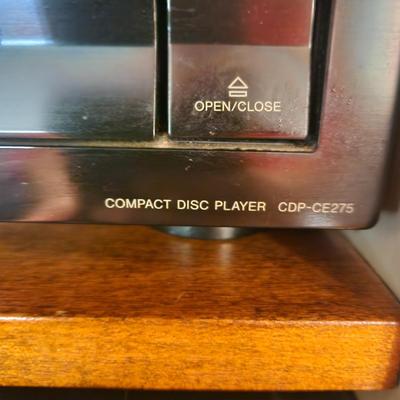 OPEN/CLOSE
COMPACT DISC PLAYER CDP-CE275